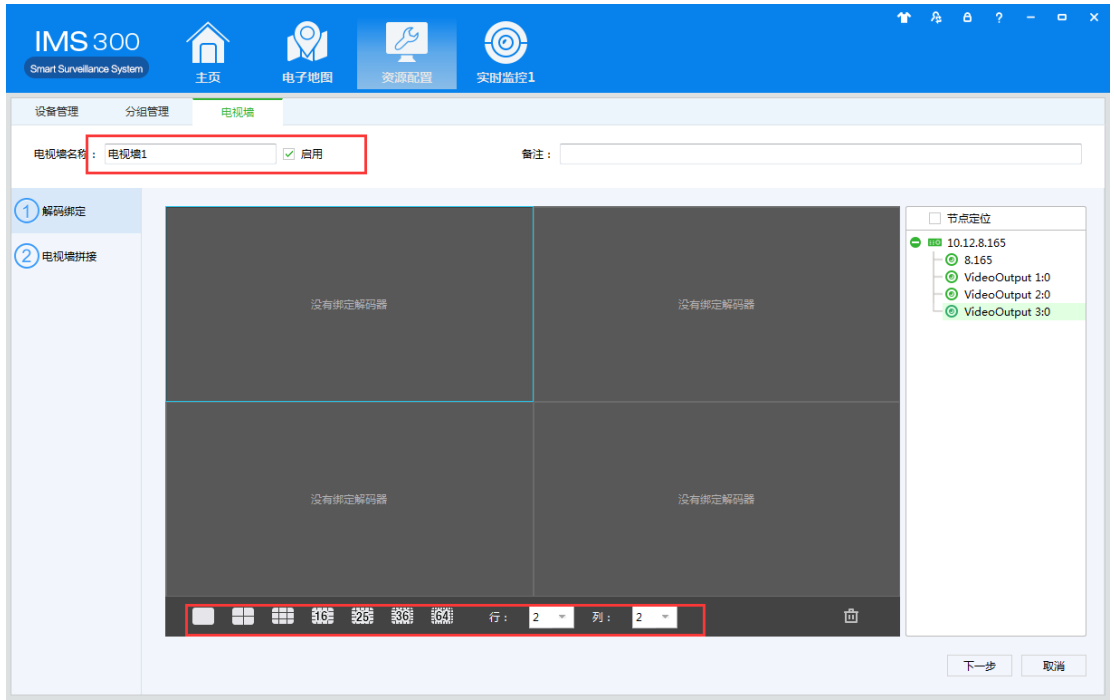 IMS 300
Smart Surveillance System
主页
电子地图
资源配置
实时监控1
?
设备管理
分组管理
电视墙
电视墙名称：
电视墙1
启用
备注：
1 解码绑定
2 电视墙拼接
没有绑定解码器
没有绑定解码器
没有绑定解码器
没有绑定解码器
节点定位
10.12.8.165
8.165
VideoOutput 1:0
VideoOutput 2:0
VideoOutput 3:0
16 25 36 64 行： 2 列： 2
下一步
取消